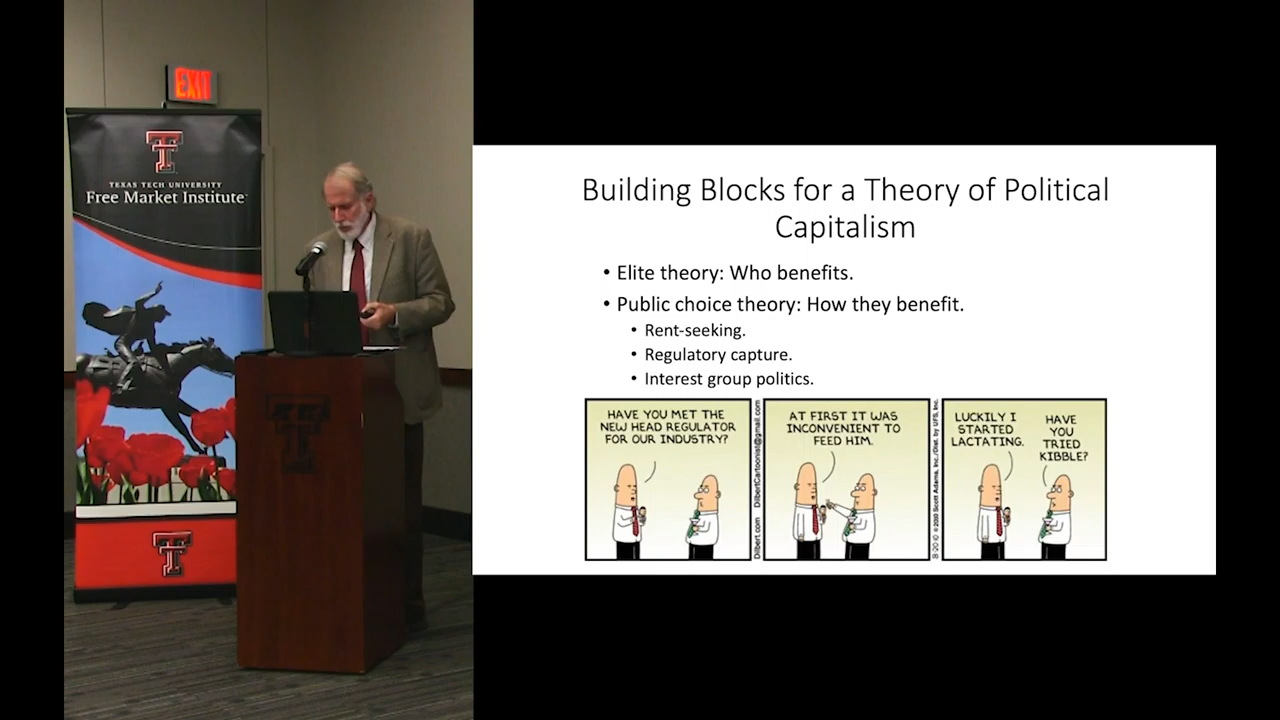 EXIT
TEXAS TECH UNIVERSITY
Free Market Institute
Building Blocks for a Theory of Political
Capitalism
• Elite theory: Who benefits.
• Public choice theory: How they benefit.
• Rent-seeking.
• Regulatory capture.
• Interest group politics.
HAVE YOU MET THE
NEW HEAD REGULATOR
FOR OUR INDUSTRY?
Dilbert.com DilbertCartoonist@gmail.com
AT FIRST IT WAS
INCONVENIENT TO
FEED HIM.
Scott Adams, Inc./Dist. by UFS, Inc.
LUCKILY I
STARTED
LACTATING.
HAVE
YOU
TRIED
KIBBLE?